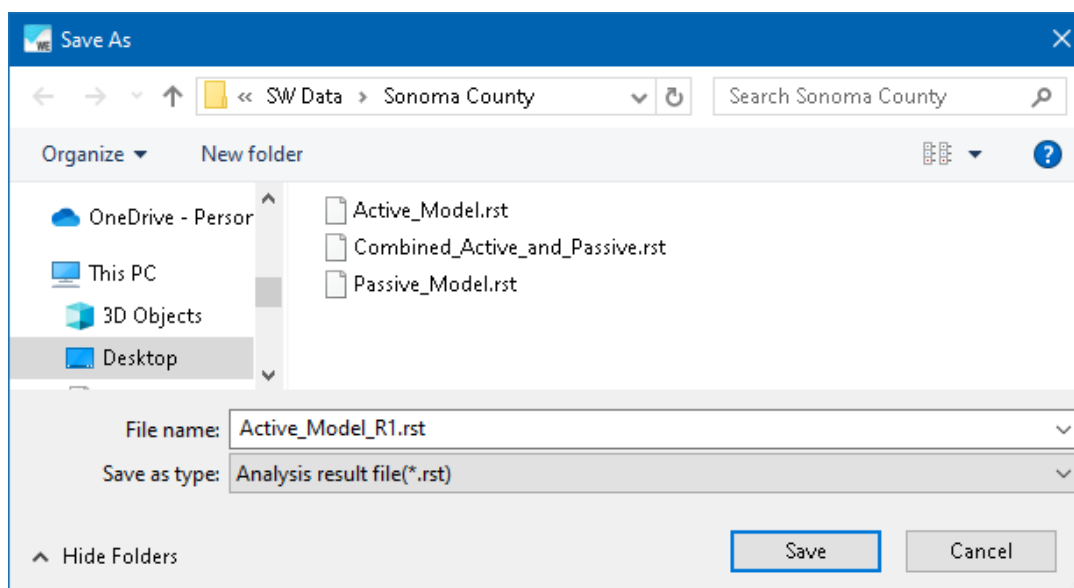 WE Save As
« SW Data > Sonoma County Search Sonoma County
Organize New folder ?
OneDrive - Person
This PC
3D Objects
Desktop
Active_Model.rst
Combined_Active_and_Passive.rst
Passive_Model.rst
File name: Active_Model_R1.rst
Save as type: Analysis result file(*.rst)
Hide Folders Save Cancel